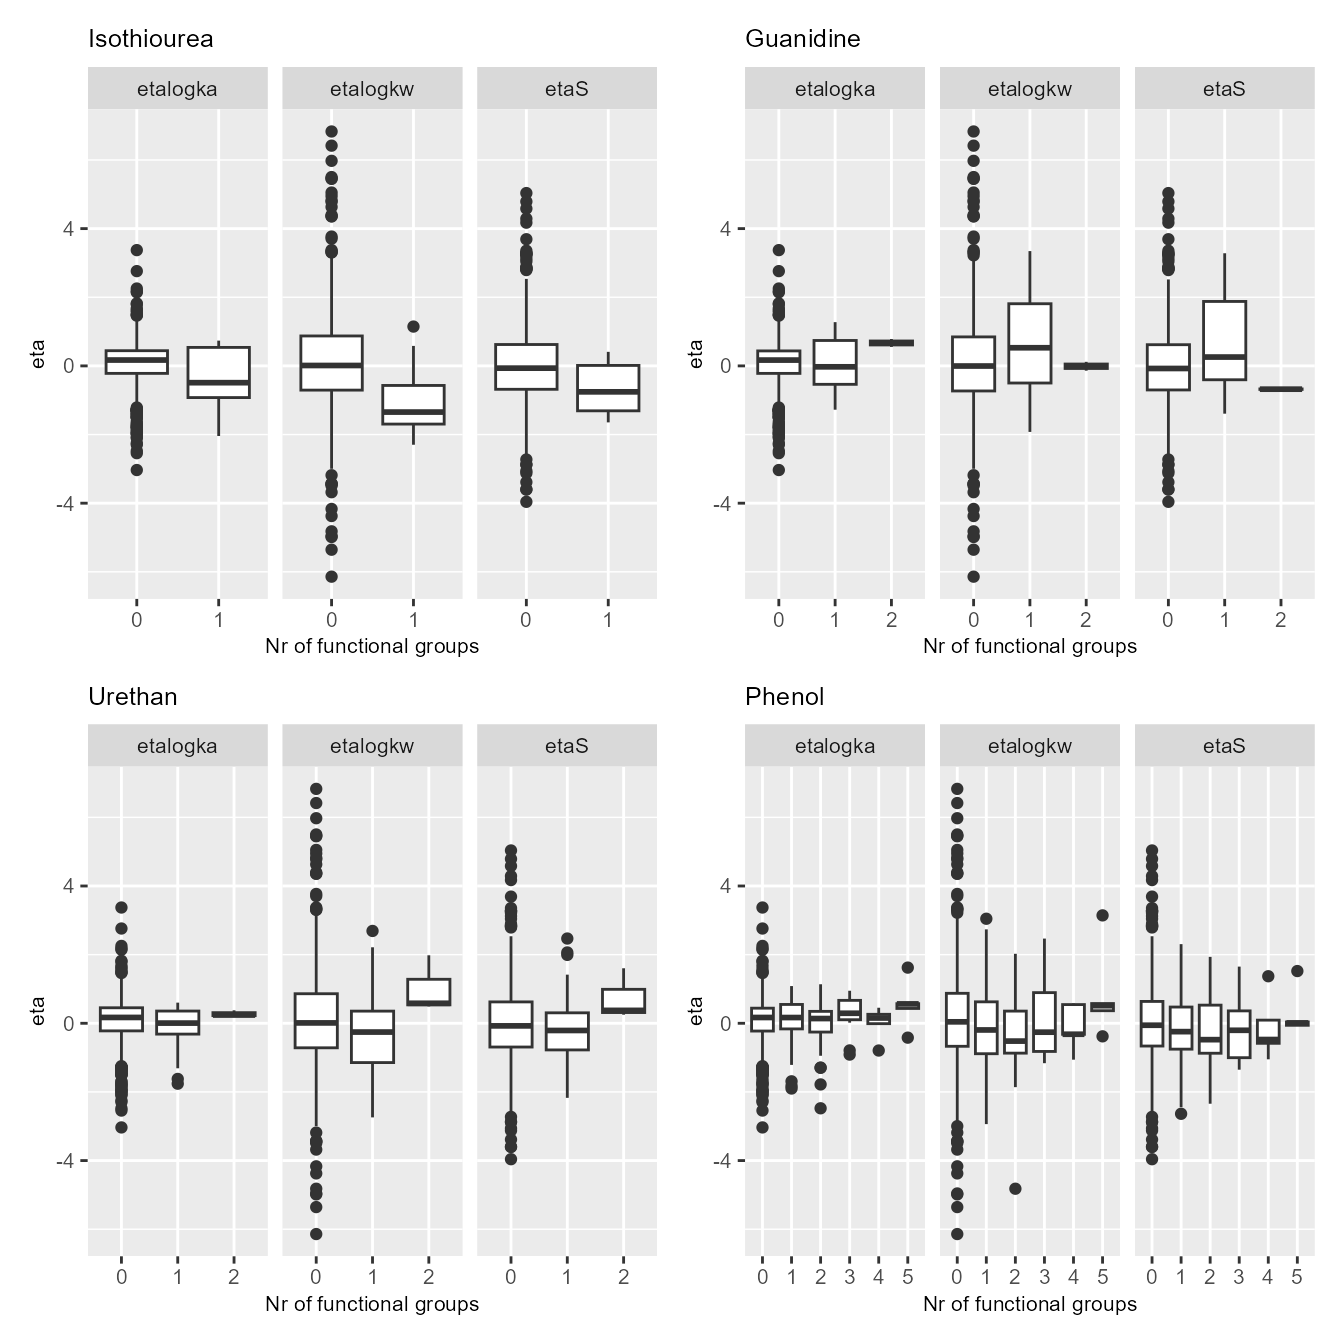 Isothiourea
etalogka etalogkw etaS
4
0
-4
eta
0 1 0 1 0 1
Nr of functional groups
Guanidine
etalogka etalogkw etaS
4
0
-4
eta
0 1 2 0 1 2 0 1 2
Nr of functional groups
Urethan
etalogka etalogkw etaS
4
0
-4
eta
0 1 2 0 1 2 0 1 2
Nr of functional groups
Phenol
etalogka etalogkw etaS
4
0
-4
eta
0 1 2 3 4 5 0 1 2 3 4 5 0 1 2 3 4 5
Nr of functional groups